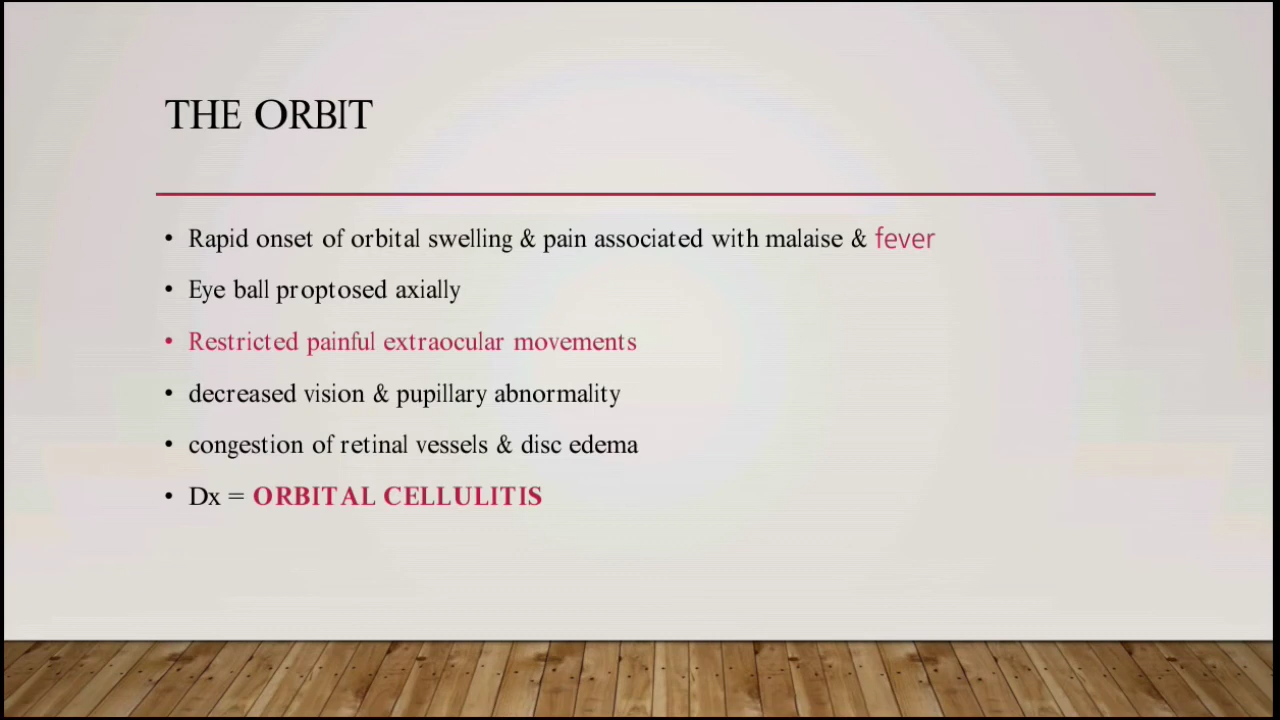 THE ORBIT
• Rapid onset of orbital swelling & pain associated with malaise & fever
• Eye ball proptosed axially
• Restricted painful extraocular movements
• decreased vision & pupillary abnormality
• congestion of retinal vessels & disc edema
• Dx = ORBITAL CELLULITIS